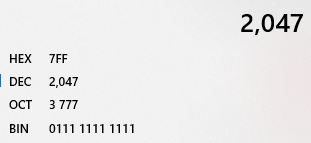 2,047
HEX 7FF
DEC 2,047
OCT 3 777
BIN 0111 1111 1111